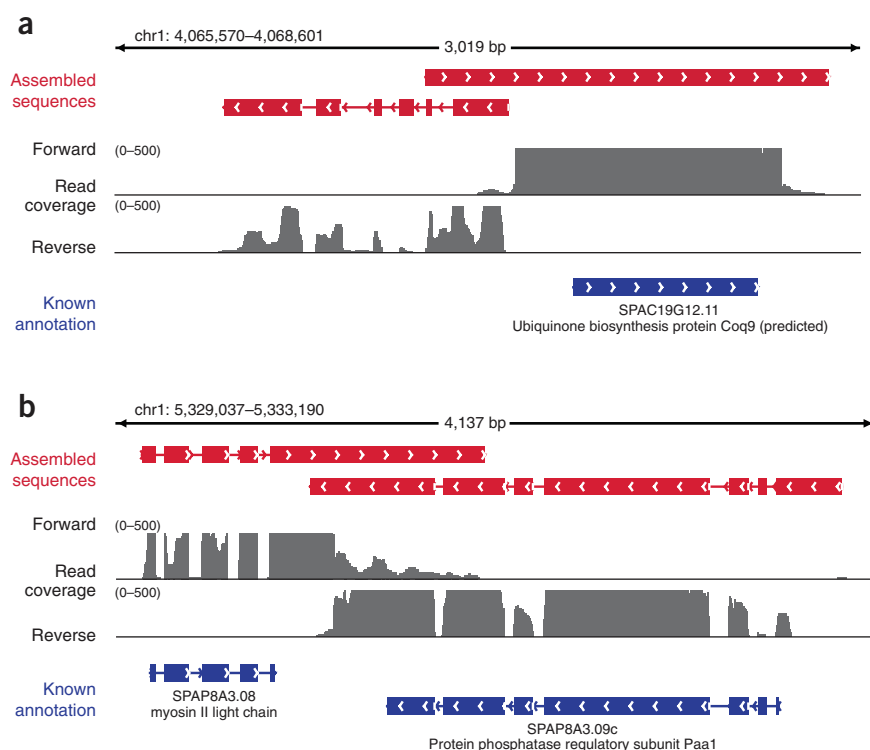 a
chr1: 4,065,570–4,068,601
3,019 bp
Assembled
sequences
Forward
(0–500)
Read
coverage
(0–500)
Reverse
Known
annotation
SPAC19G12.11
Ubiquinone biosynthesis protein Coq9 (predicted)
b
chr1: 5,329,037–5,333,190
4,137 bp
Assembled
sequences
Forward
(0–500)
Read
coverage
(0–500)
Reverse
Known
annotation
SPAP8A3.08
myosin II light chain
SPAP8A3.09c
Protein phosphatase regulatory subunit Paa1